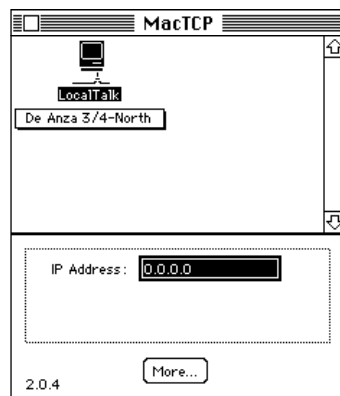 MacTCP
LocalTalk
De Anza 3/4-North
IP Address:
0.0.0.0
More...
2.0.4